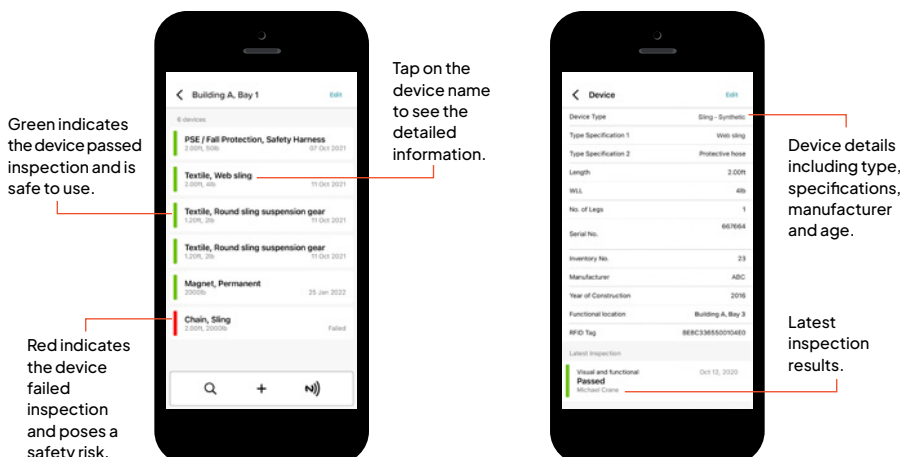 Green indicates
the device passed
inspection and is
safe to use.
Red indicates
the device
failed
inspection
and poses a
safety risk.
Building A, Bay 1
Edit
6 devices
PSE / Fall Protection, Safety Harness
2.00ft, 50lb
07 Oct 2021
Textile, Web sling
2.00ft, 4lb
11 Oct 2021
Textile, Round sling suspension gear
1.20ft, 2lb
11 Oct 2021
Textile, Round sling suspension gear
1.20ft, 2lb
11 Oct 2021
Magnet, Permanent
2000lb
25 Jan 2022
Chain, Sling
2.00ft, 2000lb
Failed
Tap on the
device name
to see the
detailed
information.
Device
Edit
Device Type Sling - Synthetic
Type Specification 1 Web sling
Type Specification 2 Protective hose
Length 2.00ft
WLL 4lb
No. of Legs 1
Serial No. 667664
Inventory No. 23
Manufacturer ABC
Year of Construction 2016
Functional location Building A, Bay 3
RFID Tag
Latest Inspection
Visual and functional Oct 12, 2020
Passed
Michael Crane
Device details
including type,
specifications,
manufacturer
and age.
Latest
inspection
results.